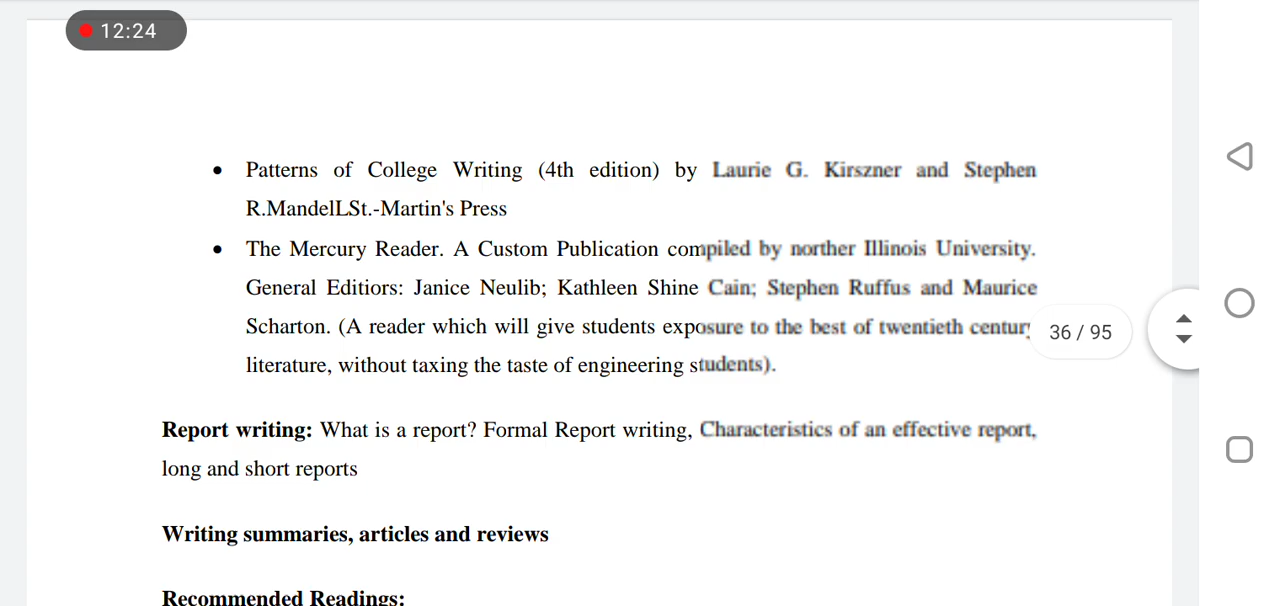 12:24
• Patterns of College Writing (4th edition) by Laurie G. Kirszner and Stephen
R.MandelLSt.-Martin's Press
• The Mercury Reader. A Custom Publication compiled by norther Illinois University.
General Editiors: Janice Neulib; Kathleen Shine Cain; Stephen Ruffus and Maurice
Scharton. (A reader which will give students exposure to the best of twentieth
36 / 95
literature, without taxing the taste of engineering students).
Report writing: What is a report? Formal Report writing, Characteristics of an effective report,
long and short reports
Writing summaries, articles and reviews
Recommended Readings: